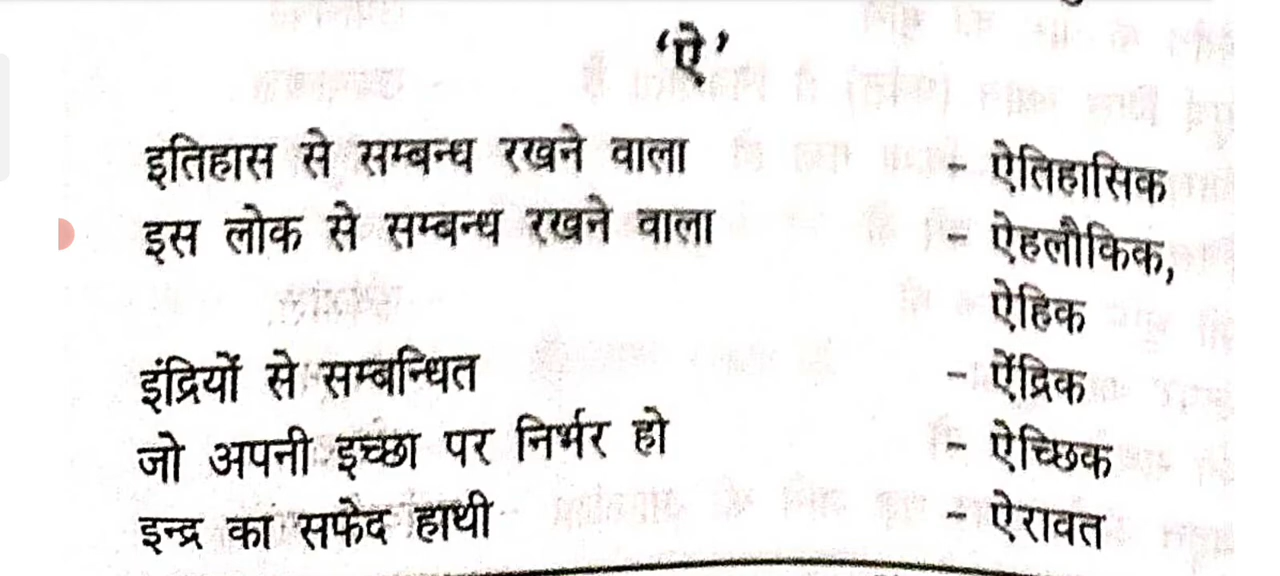 ‘ऐ’
इतिहास से सम्बन्ध रखने वाला - ऐतिहासिक
इस लोक से सम्बन्ध रखने वाला - ऐहलौकिक,
ऐहिक
इंद्रियों से सम्बन्धित - ऐंद्रिक
जो अपनी इच्छा पर निर्भर हो - ऐच्छिक
इन्द्र का सफेद हाथी - ऐरावत